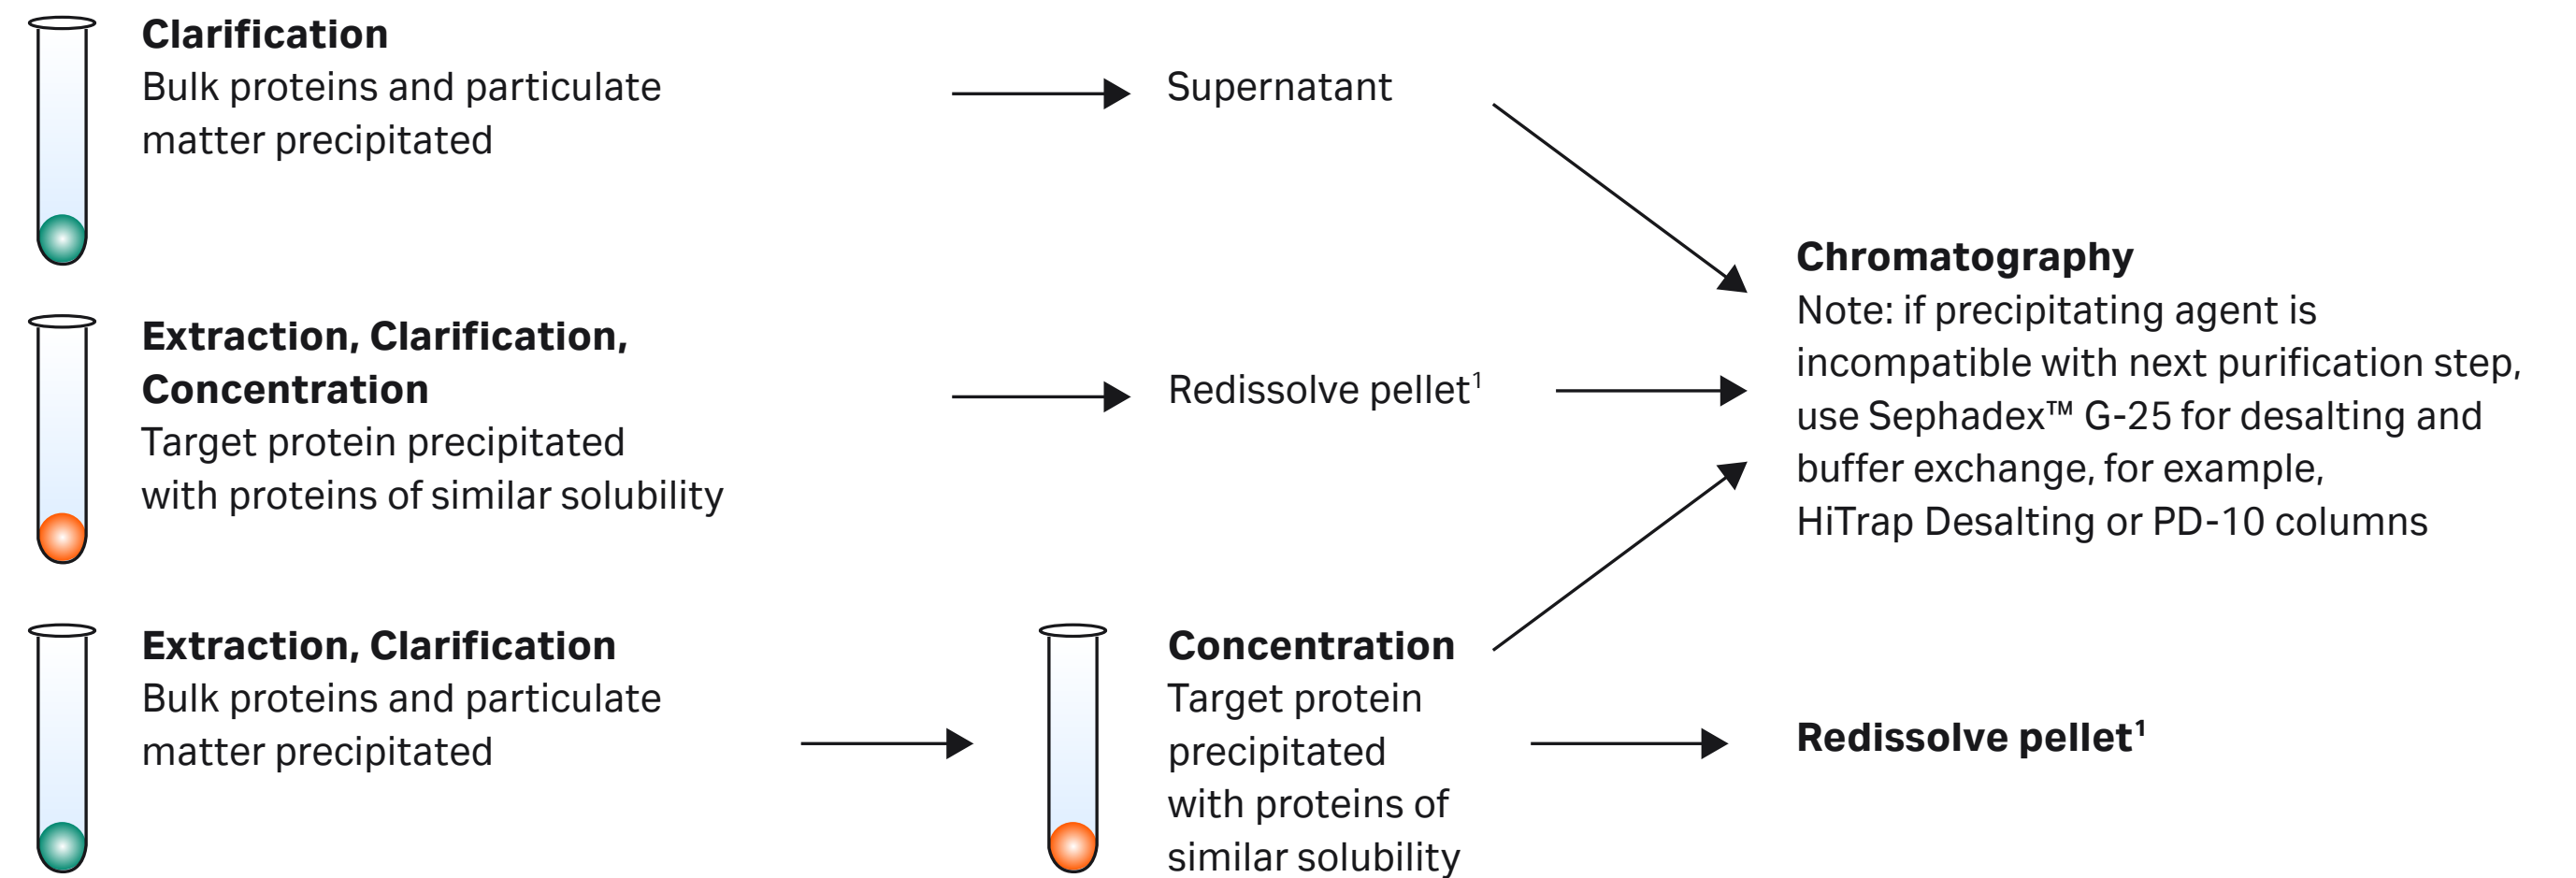 Clarification
Bulk proteins and particulate
matter precipitated
Supernatant
Extraction, Clarification,
Concentration
Target protein precipitated
with proteins of similar solubility
Redissolve pellet¹
Chromatography
Note: if precipitating agent is
incompatible with next purification step,
use Sephadex™ G-25 for desalting and
buffer exchange, for example,
HiTrap Desalting or PD-10 columns
Extraction, Clarification
Bulk proteins and particulate
matter precipitated
Concentration
Target protein
precipitated
with proteins of
similar solubility
Redissolve pellet¹